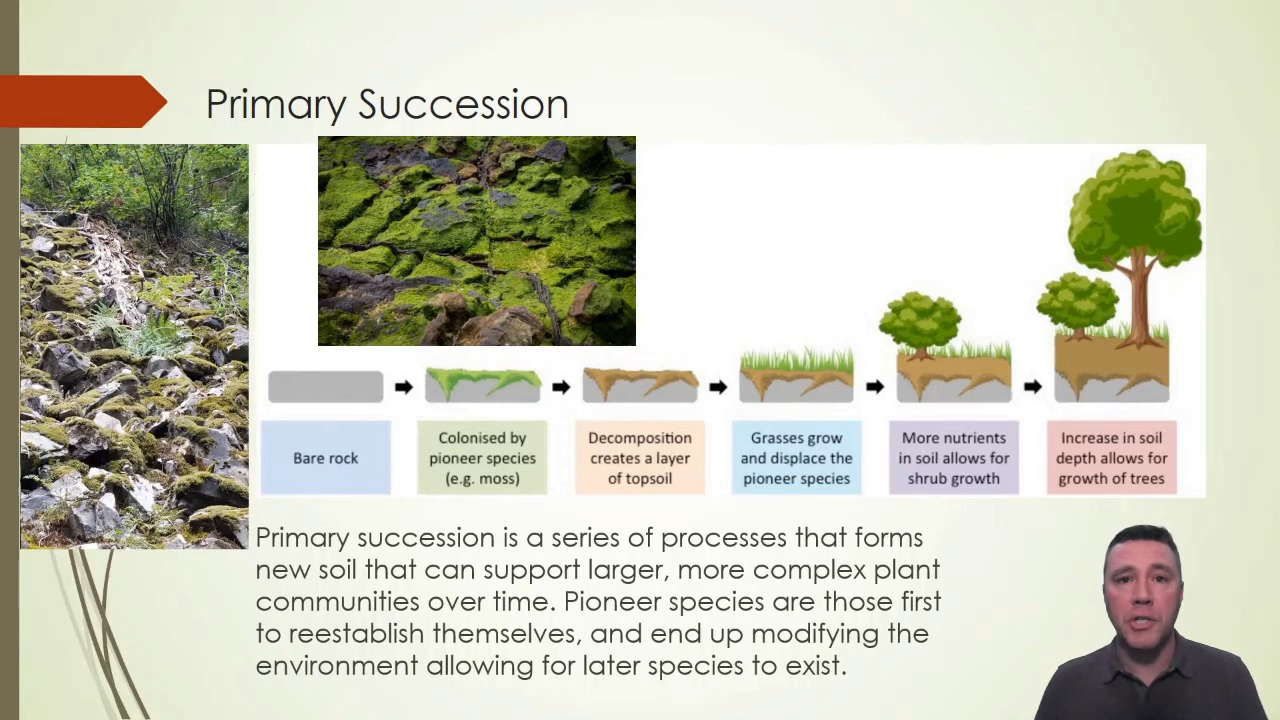 Primary Succession
Bare rock
Colonised by
pioneer species
(e.g. moss)
Decomposition
creates a layer
of topsoil
Grasses grow
and displace the
pioneer species
More nutrients
in soil allows for
shrub growth
Increase in soil
depth allows for
growth of trees
Primary succession is a series of processes that forms
new soil that can support larger, more complex plant
communities over time. Pioneer species are those first
to reestablish themselves, and end up modifying the
environment allowing for later species to exist.